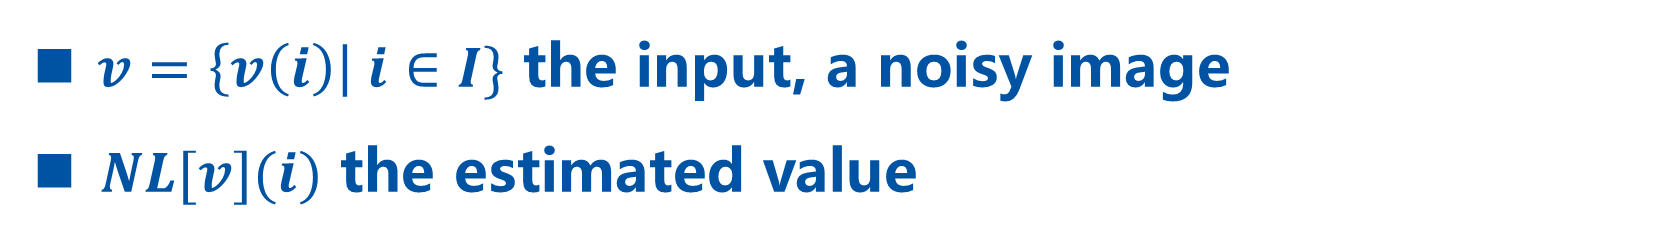 ■ v = {v(i)| i ∈ I} the input, a noisy image
■ NL[v](i) the estimated value